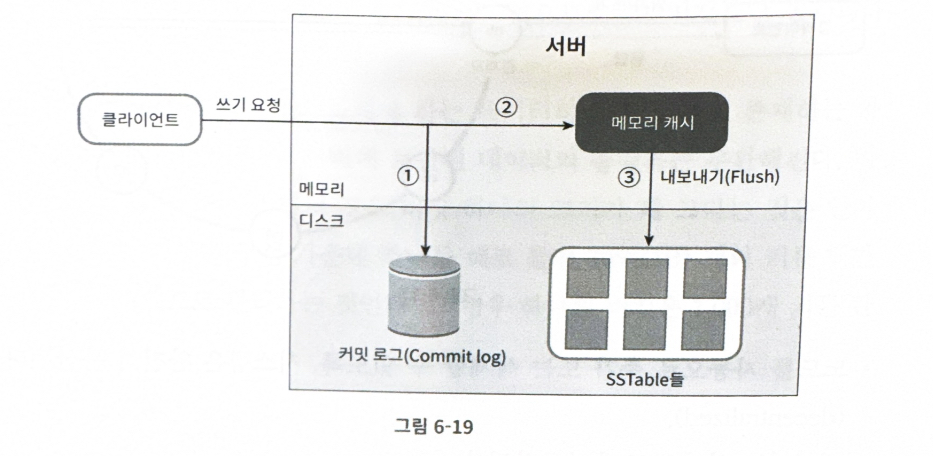 서버
클라이언트
쓰기 요청
②
메모리 캐시
①
③
내보내기(Flush)
메모리
디스크
커밋 로그(Commit log)
SSTable들
그림 6-19